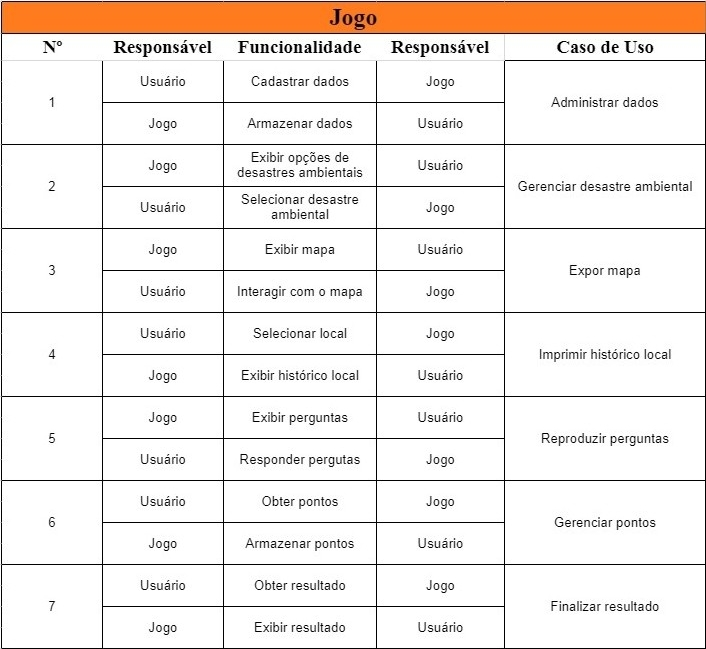 Jogo
Nº Responsável Funcionalidade Responsável Caso de Uso
1 Usuário Cadastrar dados Jogo Administrar dados
Jogo Armazenar dados Usuário
2 Jogo Exibir opções de desastres ambientais Usuário Gerenciar desastre ambiental
Usuário Selecionar desastre ambiental Jogo
3 Jogo Exibir mapa Usuário Expor mapa
Usuário Interagir com o mapa Jogo
4 Usuário Selecionar local Jogo Imprimir histórico local
Jogo Exibir histórico local Usuário
5 Jogo Exibir perguntas Usuário Reproduzir perguntas
Usuário Responder pergutas Jogo
6 Usuário Obter pontos Jogo Gerenciar pontos
Jogo Armazenar pontos Usuário
7 Usuário Obter resultado Jogo Finalizar resultado
Jogo Exibir resultado Usuário